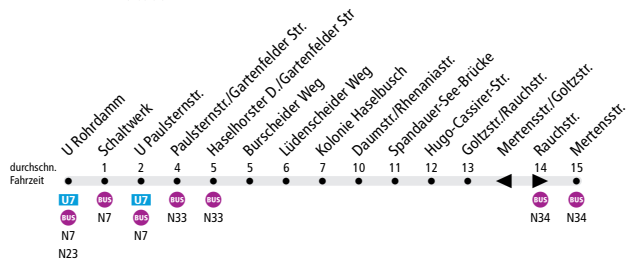 U Rohrdamm
Schaltwerk
U Paulsternstr.
Paulsternstr./Gartenfelder Str.
Haselhorster D./Gartenfelder Str
Burscheider Weg
Lüdenscheider Weg
Kolonie Haselbusch
Daumstr./Rhenaniastr.
Spandauer-See-Brücke
Hugo-Cassirer-Str.
Goltzstr./Rauchstr.
Mertensstr./Goltzstr.
Rauchstr.
Mertensstr.
durchschn. 1 2 4 5 5 6 7 10 11 12 13 14 15
Fahrzeit
U7 BUS U7 BUS BUS BUS BUS
BUS N7 BUS N33 N33 N34 N34
N7 N7
N23